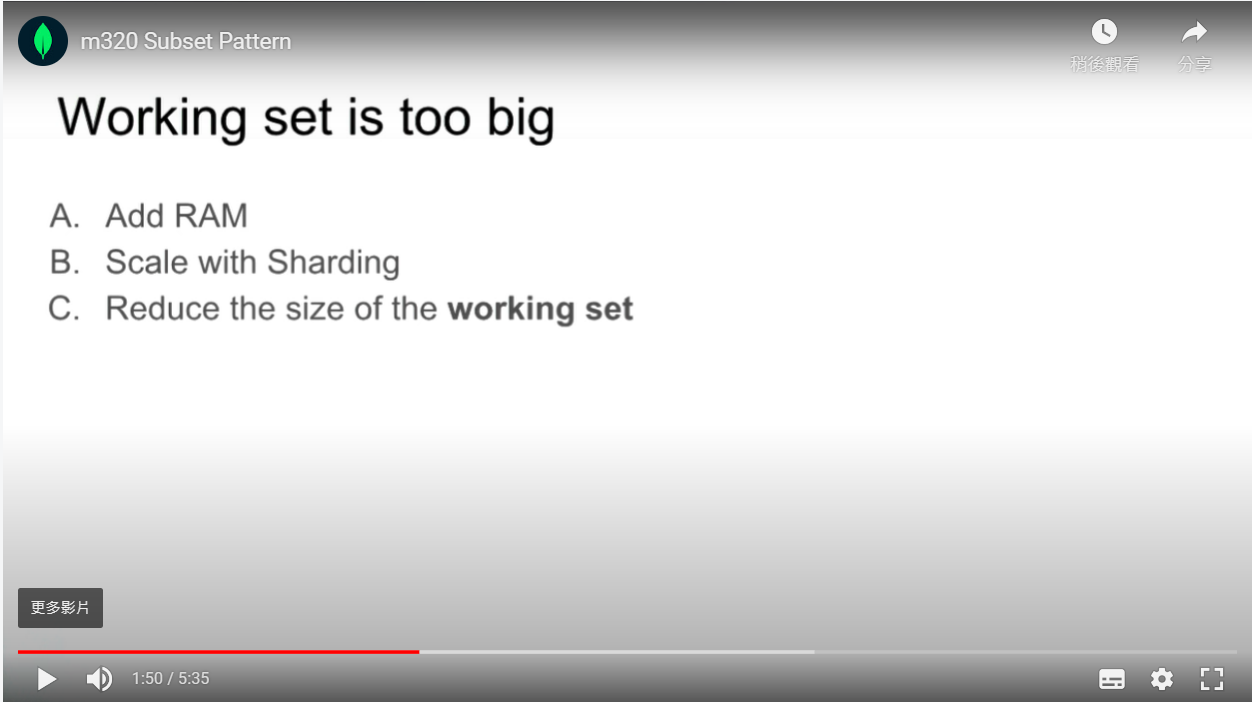 m320 Subset Pattern
稍後觀看
分享
Working set is too big
A. Add RAM
B. Scale with Sharding
C. Reduce the size of the working set
更多影片
1:50 / 5:35